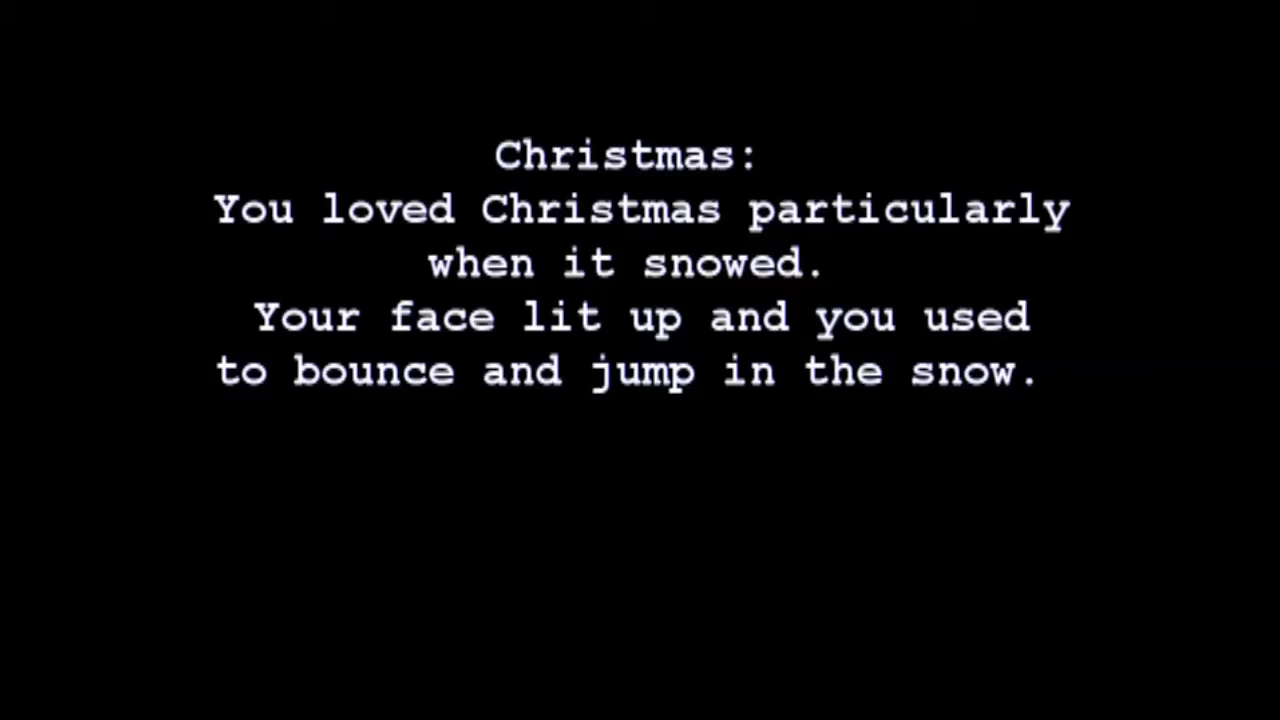 Christmas:
You loved Christmas particularly
when it snowed.
Your face lit up and you used
to bounce and jump in the snow.